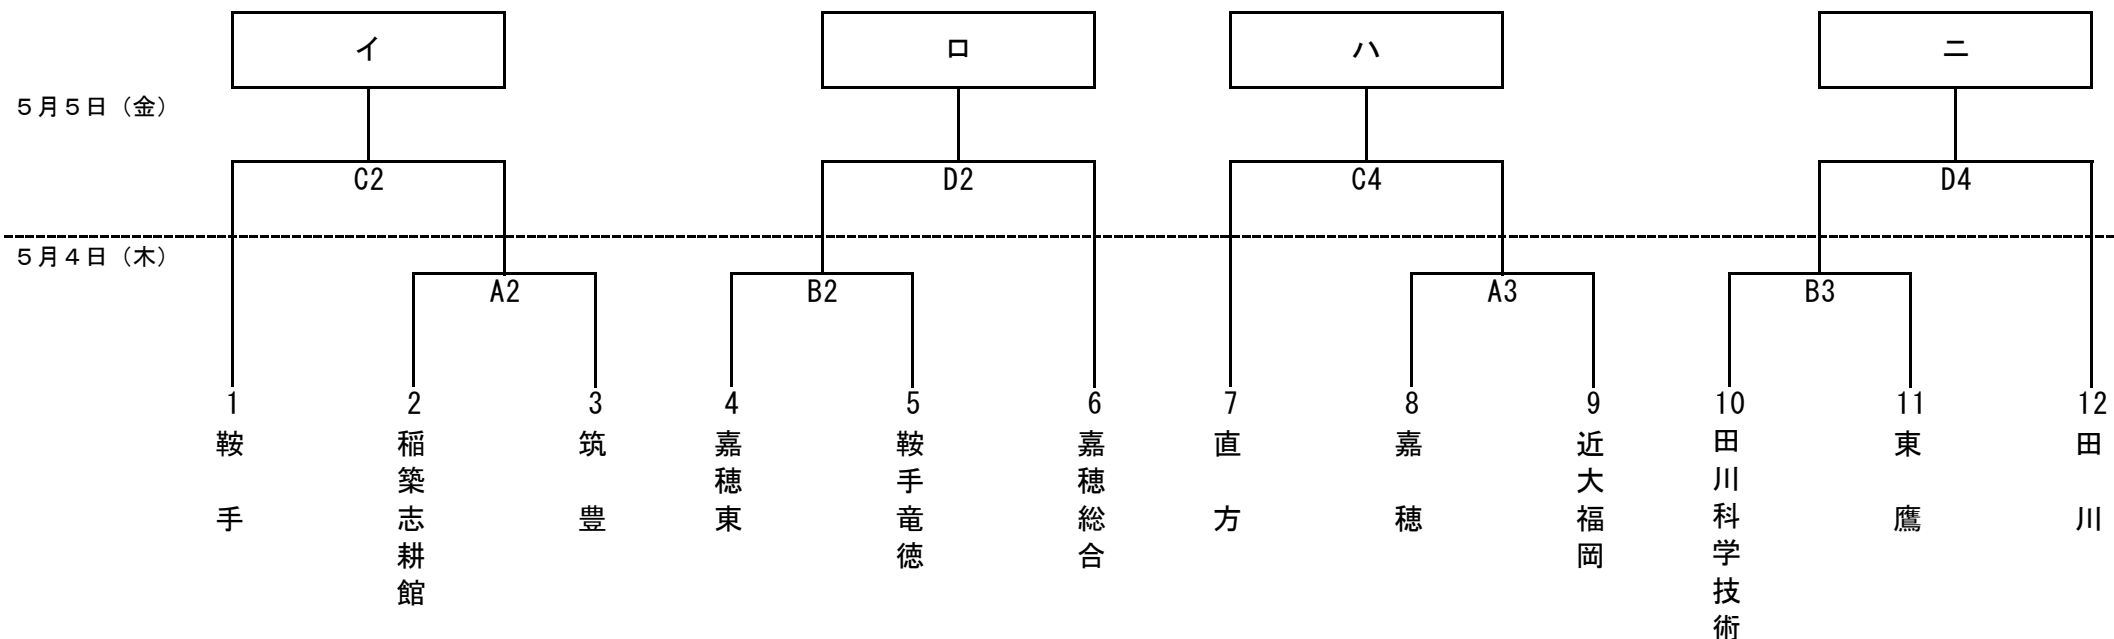 イ ロ ハ ニ
5月5日（金）
C2 D2 C4 D4
5月4日（木）
A2 B2 A3 B3
1 2 3 4 5 6 7 8 9 10 11 12
鞍手
稲築志耕館
筑豊
嘉穂東
鞍手竜徳
嘉穂総合
直方
嘉穂
近大福岡
田川科学技術
東鷹
田川